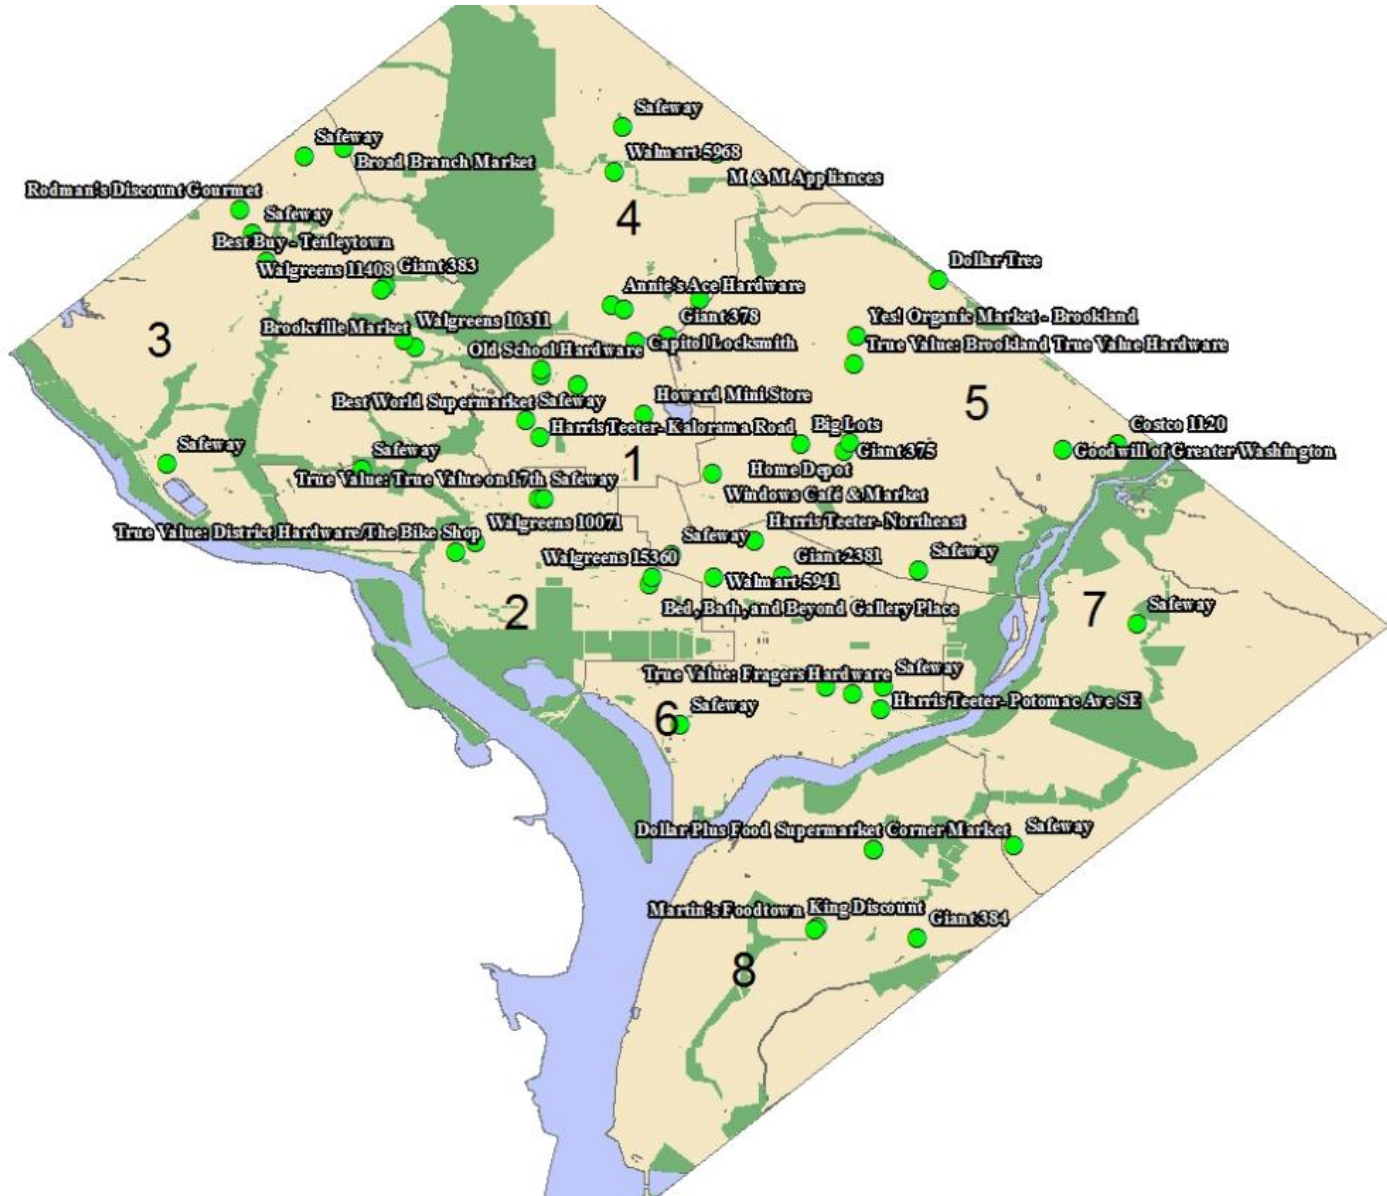 Safeway
Safeway
Broad Branch Market
Walmart 5968
M & M Appliances
Rodman's Discount Gourmet
Safeway
4
Best Buy - Tenleytown
Walgreens 11408
Giant 383
Dollar Tree
Annie's Ace Hardware
3
Brookville Market
Walgreens 10311
Giant 378
Yes! Organic Market - Brookland
Old School Hardware
Capitol Locksmith
True Value: Brookland True Value Hardware
Best World Supermarket
Safeway
Howard Mini Store
5
Harris Teeter- Kalorama Road
Big Lots
Costco 1120
Safeway
Safeway
1
Giant 375
Goodwill of Greater Washington
Home Depot
True Value: True Value on 17th
Safeway
Windows Café & Market
True Value: District Hardware/The Bike Shop
Walgreens 10071
Harris Teeter- Northeast
Safeway
Walgreens 15360
Giant 2381
Safeway
Walmart 5941
2
Bed, Bath, and Beyond Gallery Place
7
Safeway
True Value: Fragers Hardware
Safeway
6
Safeway
Harris Teeter- Potomac Ave SE
Dollar Plus Food Supermarket
Corner Market
Safeway
Martin's Foodtown
King Discount
Giant 384
8